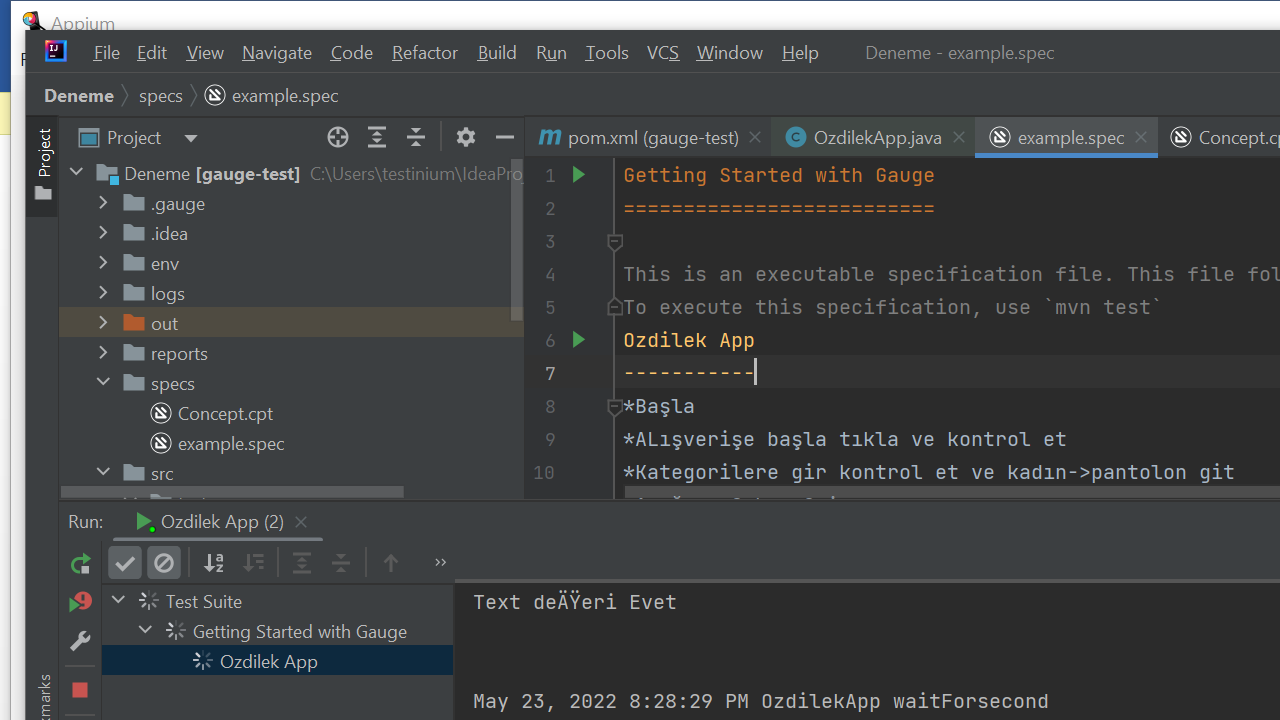 Appium
File Edit View Navigate Code Refactor Build Run Tools VCS Window Help Deneme - example.spec
Deneme specs example.spec
Project
Project
pom.xml (gauge-test) OzdilekApp.java example.spec
Deneme [gauge-test] C:\Users\testinium\IdeaPro
.gauge
.idea
env
logs
out
reports
specs
Concept.cpt
example.spec
src
1 Getting Started with Gauge
2 ==========================
3
4 This is an executable specification file. This file fol
5 To execute this specification, use `mvn test`
6 Ozdilek App
7 -----------
8 *Başla
9 *ALışverişe başla tıkla ve kontrol et
10 *Kategorilere gir kontrol et ve kadın->pantolon git
Run: Ozdilek App (2)
Test Suite
Getting Started with Gauge
Ozdilek App
Text deÄŸeri Evet
May 23, 2022 8:28:29 PM OzdilekApp waitForsecond